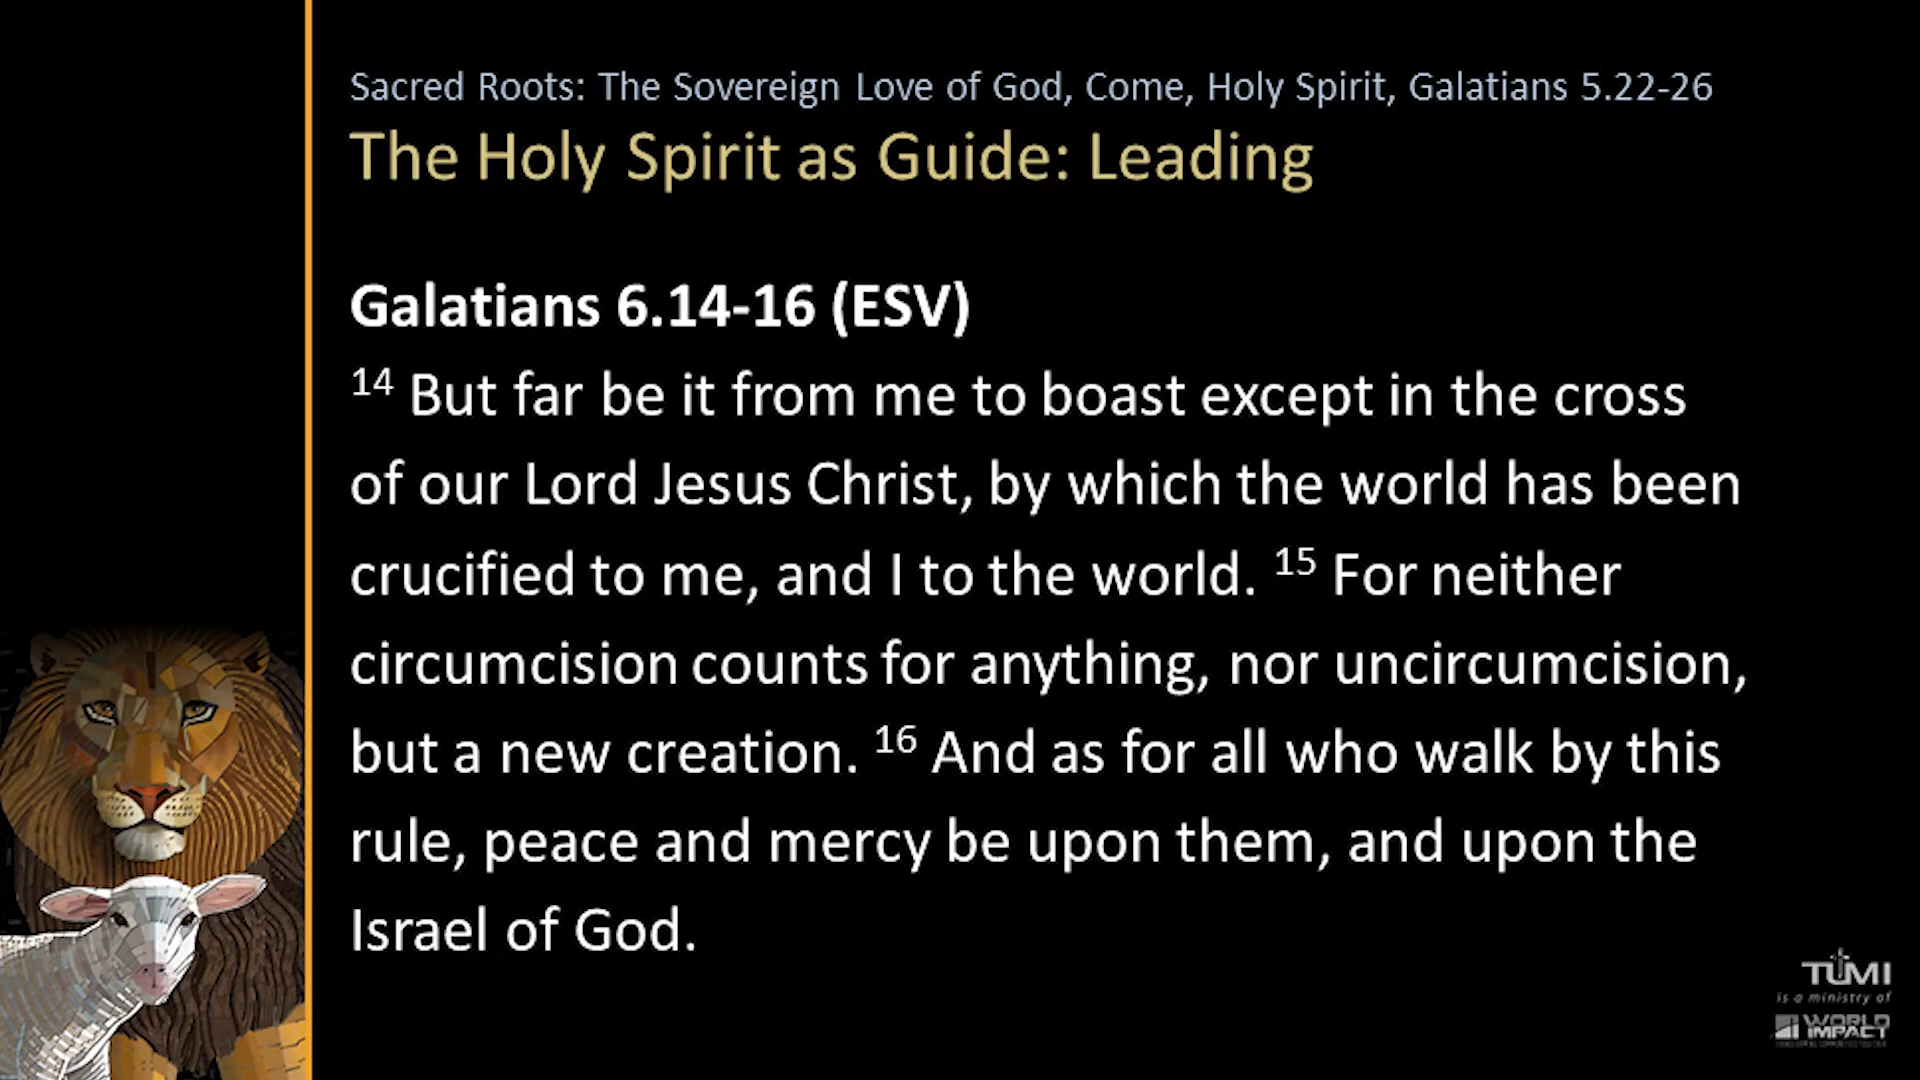 Sacred Roots: The Sovereign Love of God, Come, Holy Spirit, Galatians 5.22-26
The Holy Spirit as Guide: Leading
Galatians 6.14-16 (ESV)
14 But far be it from me to boast except in the cross
of our Lord Jesus Christ, by which the world has been
crucified to me, and I to the world. 15 For neither
circumcision counts for anything, nor uncircumcision,
but a new creation. 16 And as for all who walk by this
rule, peace and mercy be upon them, and upon the
Israel of God.
TUMI
is a ministry of
WORLD
IMPACT